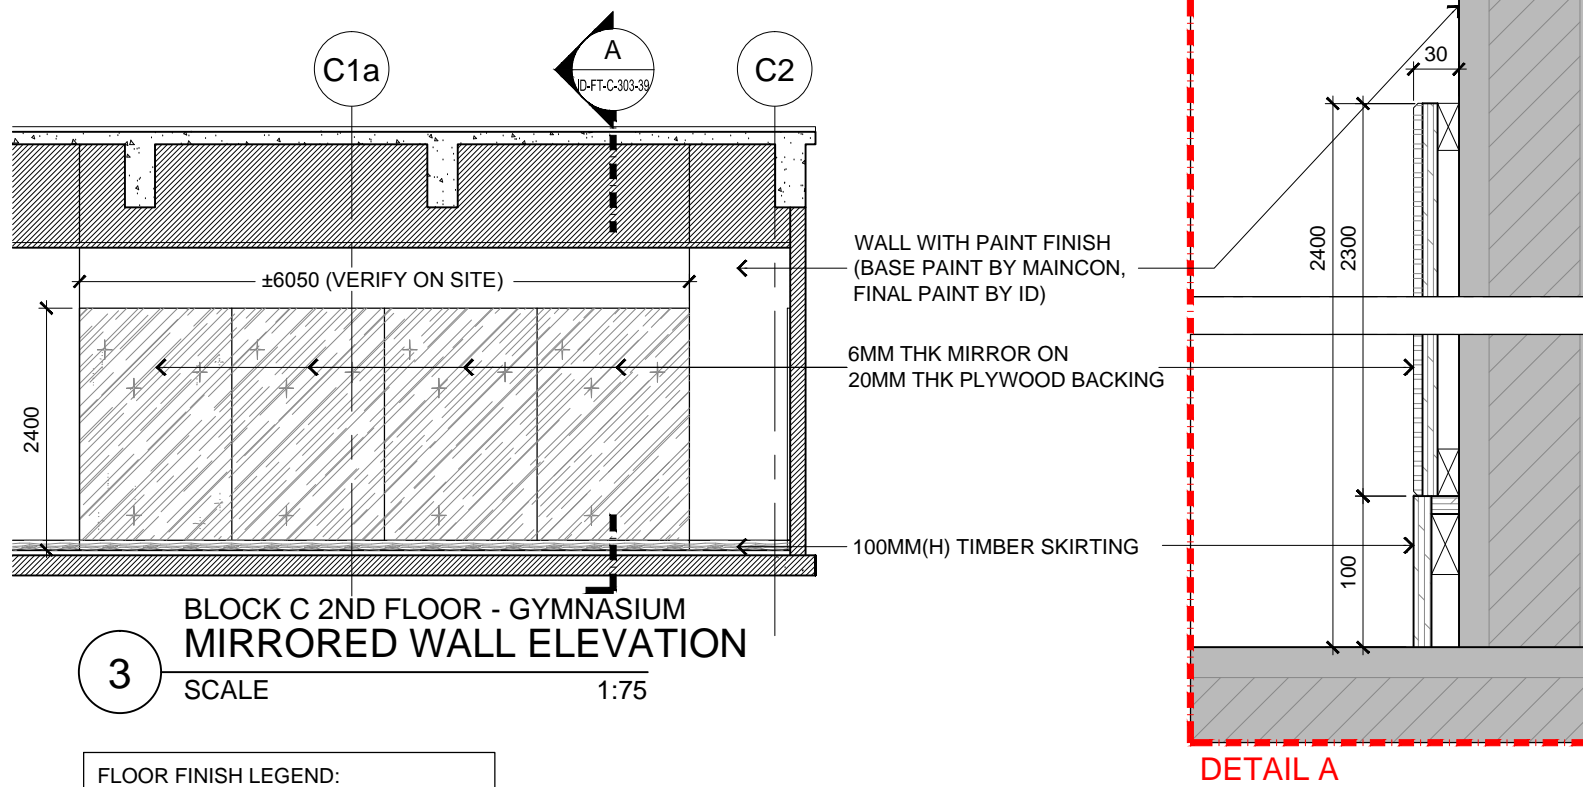 C1a
A
ID-FT-C-303-39
C2
30
±6050 (VERIFY ON SITE)
WALL WITH PAINT FINISH
(BASE PAINT BY MAINCON,
FINAL PAINT BY ID)
2400
2300
6MM THK MIRROR ON
20MM THK PLYWOOD BACKING
2400
100MM(H) TIMBER SKIRTING
100
BLOCK C 2ND FLOOR - GYMNASIUM
MIRRORED WALL ELEVATION
3
SCALE 1:75
DETAIL A
FLOOR FINISH LEGEND: